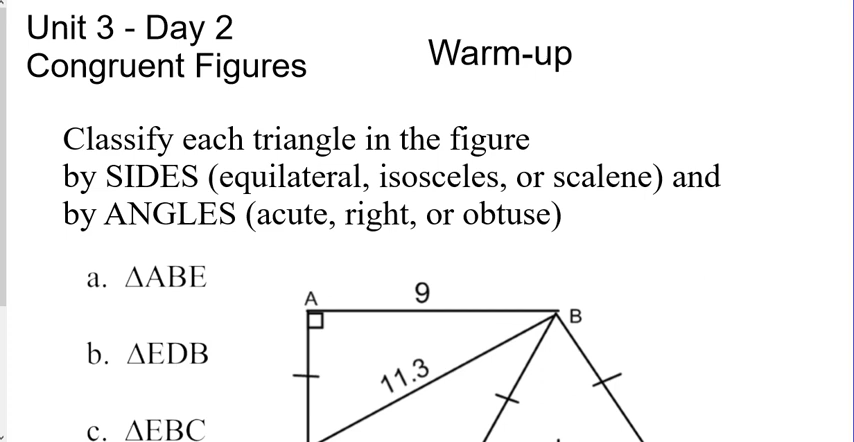 Unit 3 - Day 2
Congruent Figures
Warm-up
Classify each triangle in the figure
by SIDES (equilateral, isosceles, or scalene) and
by ANGLES (acute, right, or obtuse)
a. ΔABE
b. ΔEDB
c. ΔEBC
A
9
B
11.3